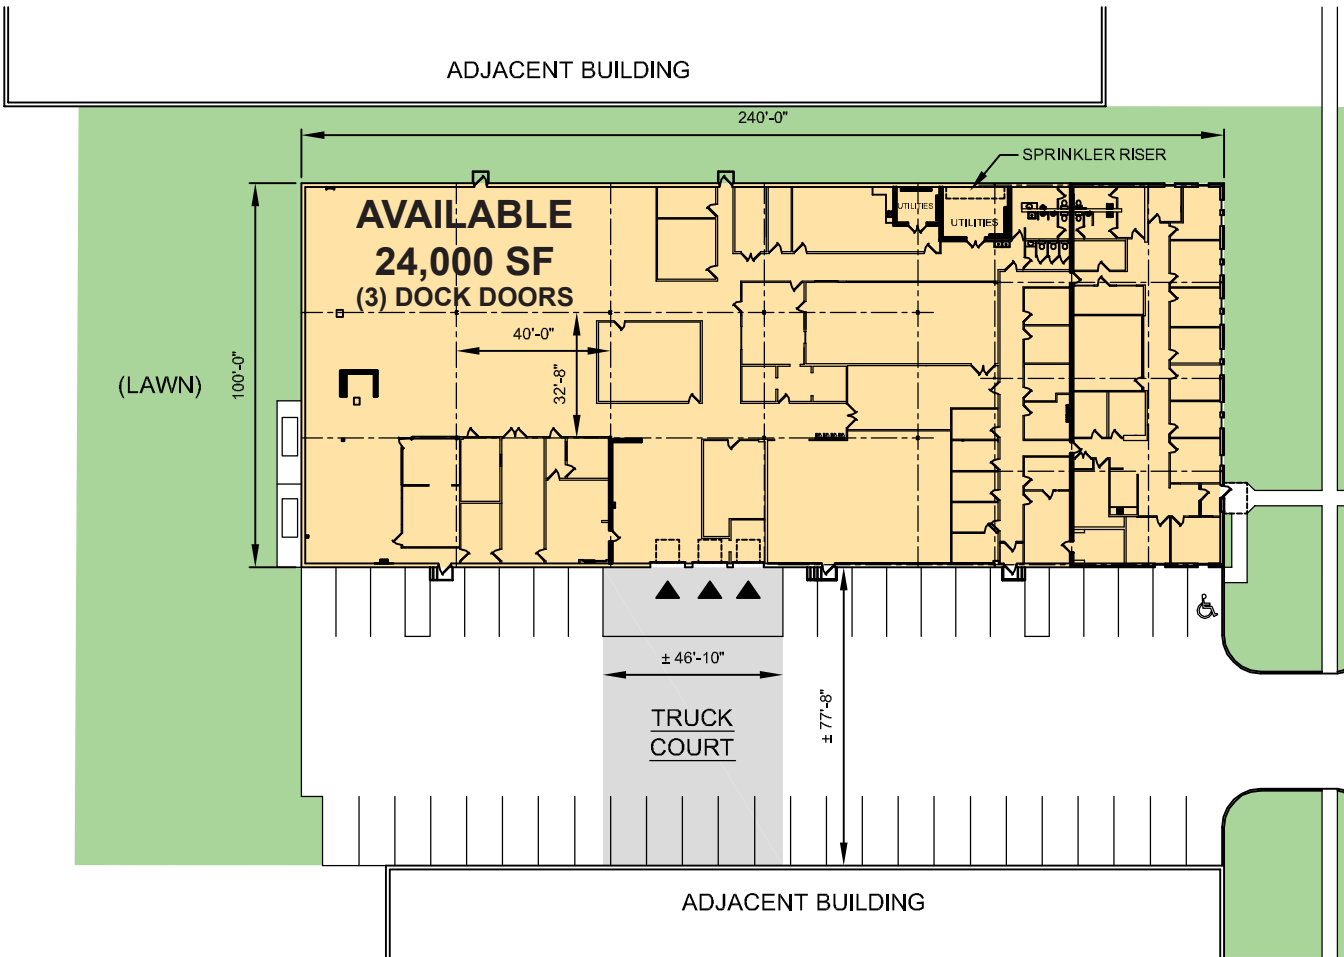 ADJACENT BUILDING
240'-0"
SPRINKLER RISER
AVAILABLE
24,000 SF
(3) DOCK DOORS
UTILITIES
UTILITIES
40'-0"
32'-8"
100'-0"
(LAWN)
± 46'-10"
± 77'-8"
TRUCK
COURT
ADJACENT BUILDING